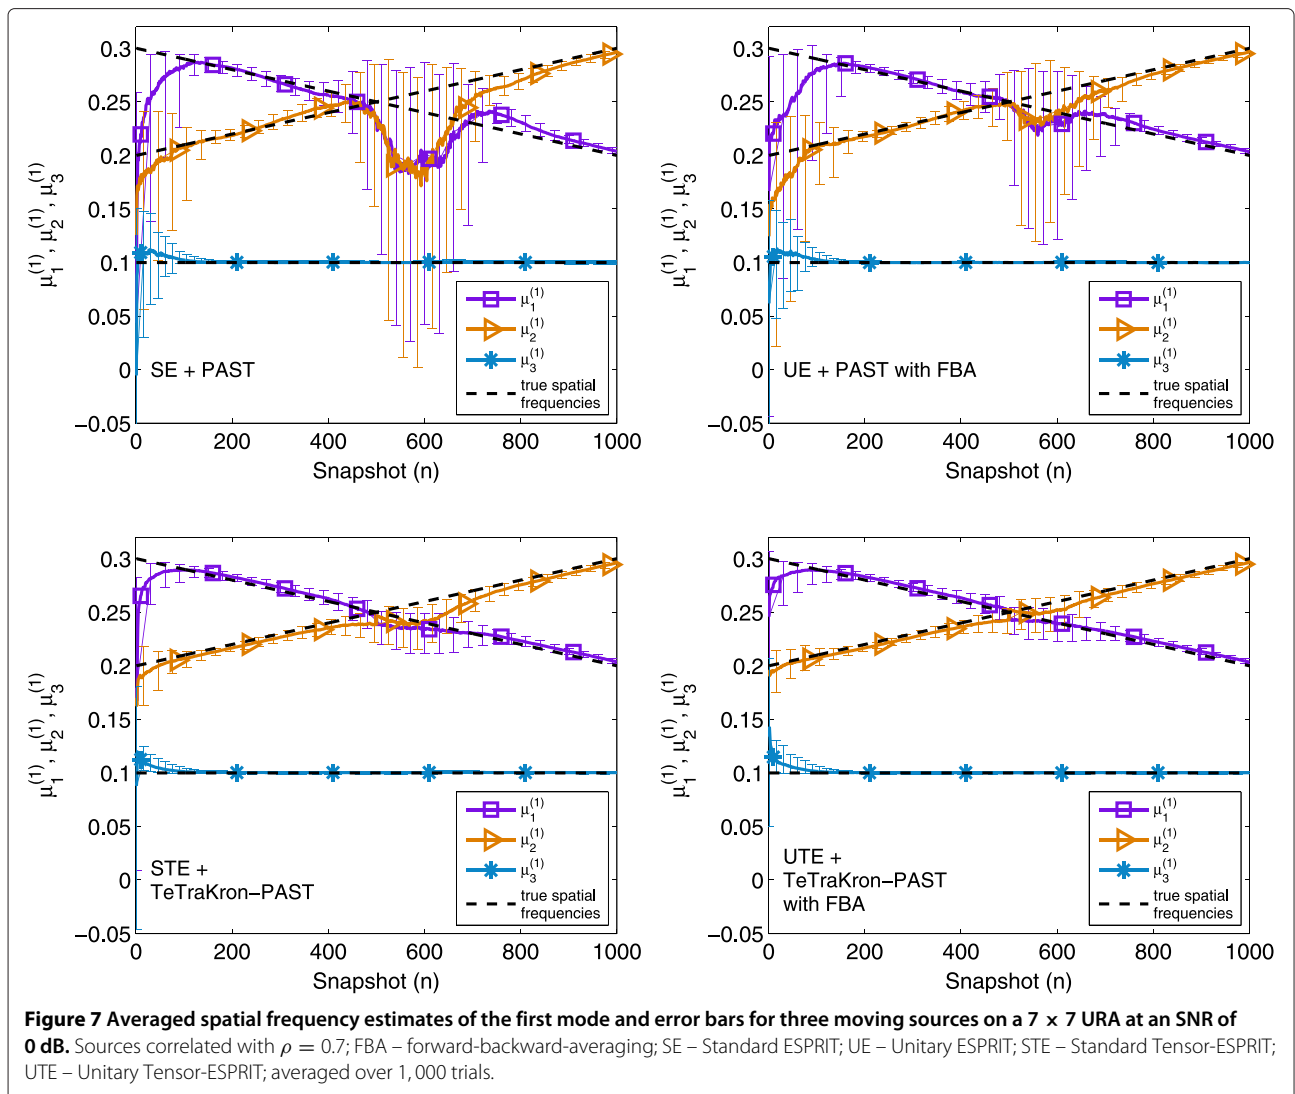 0.3
0.25
0.2
0.15
0.1
0.05
0
−0.05
μ₁⁽¹⁾, μ₂⁽¹⁾, μ₃⁽¹⁾
SE + PAST
μ₁⁽¹⁾
μ₂⁽¹⁾
μ₃⁽¹⁾
true spatial
frequencies
0 200 400 600 800 1000
Snapshot (n)
0.3
0.25
0.2
0.15
0.1
0.05
0
−0.05
μ₁⁽¹⁾, μ₂⁽¹⁾, μ₃⁽¹⁾
UE + PAST with FBA
μ₁⁽¹⁾
μ₂⁽¹⁾
μ₃⁽¹⁾
true spatial
frequencies
0 200 400 600 800 1000
Snapshot (n)
0.3
0.25
0.2
0.15
0.1
0.05
0
−0.05
μ₁⁽¹⁾, μ₂⁽¹⁾, μ₃⁽¹⁾
STE +
TeTraKron−PAST
μ₁⁽¹⁾
μ₂⁽¹⁾
μ₃⁽¹⁾
true spatial
frequencies
0 200 400 600 800 1000
Snapshot (n)
0.3
0.25
0.2
0.15
0.1
0.05
0
−0.05
μ₁⁽¹⁾, μ₂⁽¹⁾, μ₃⁽¹⁾
UTE +
TeTraKron−PAST
with FBA
μ₁⁽¹⁾
μ₂⁽¹⁾
μ₃⁽¹⁾
true spatial
frequencies
0 200 400 600 800 1000
Snapshot (n)
Figure 7 Averaged spatial frequency estimates of the first mode and error bars for three moving sources on a 7 × 7 URA at an SNR of
0 dB. Sources correlated with ρ = 0.7; FBA – forward-backward-averaging; SE – Standard ESPRIT; UE – Unitary ESPRIT; STE – Standard Tensor-ESPRIT;
UTE – Unitary Tensor-ESPRIT; averaged over 1, 000 trials.